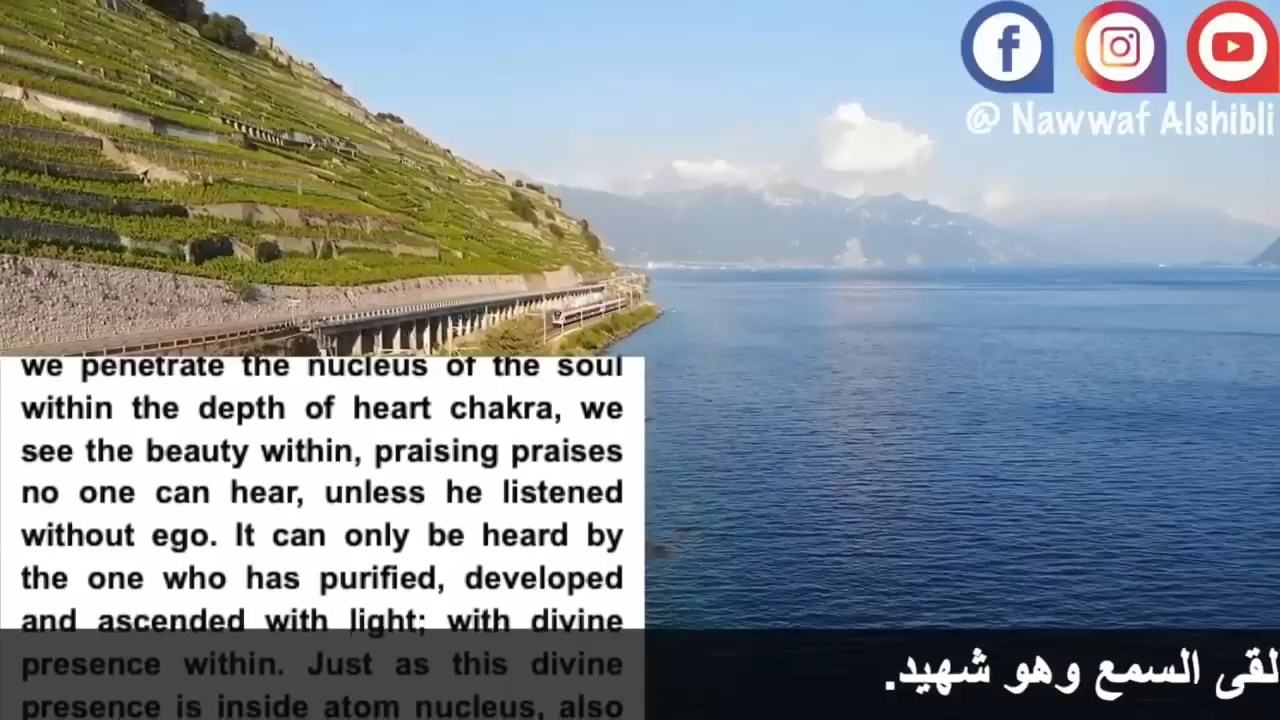 @ Nawwaf Alshibli
we penetrate the nucleus of the soul
within the depth of heart chakra, we
see the beauty within, praising praises
no one can hear, unless he listened
without ego. It can only be heard by
the one who has purified, developed
and ascended with light; with divine
presence within. Just as this divine
presence is inside atom nucleus, also
لقى السمع وهو شهيد.